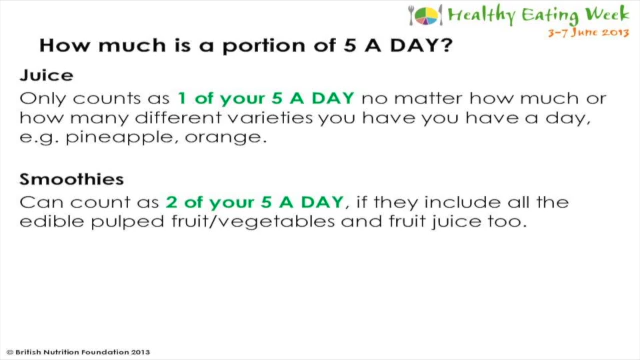 Healthy Eating Week
3-7 June 2013
How much is a portion of 5 A DAY?
Juice
Only counts as 1 of your 5 A DAY no matter how much or
how many different varieties you have you have a day,
e.g. pineapple, orange.
Smoothies
Can count as 2 of your 5 A DAY, if they include all the
edible pulped fruit/vegetables and fruit juice too.
© British Nutrition Foundation 2013